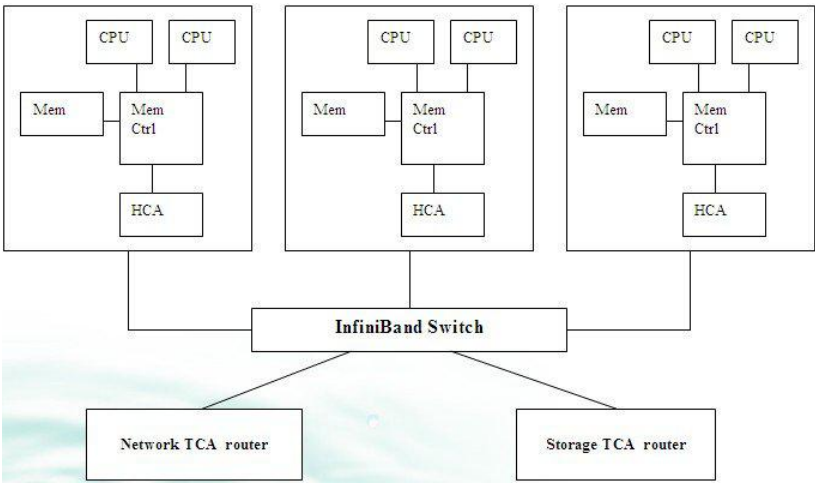 CPU CPU
Mem
Mem
Ctrl
HCA
CPU CPU
Mem
Mem
Ctrl
HCA
CPU CPU
Mem
Mem
Ctrl
HCA
InfiniBand Switch
Network TCA router
Storage TCA router